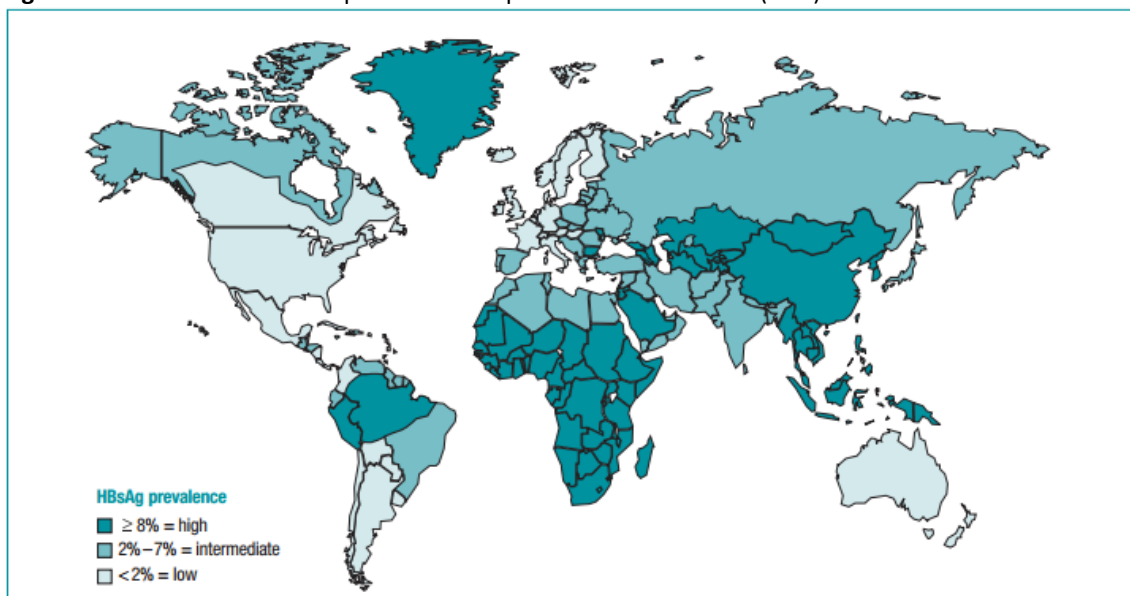 HBsAg prevalence
≥ 8% = high
2%–7% = intermediate
<2% = low